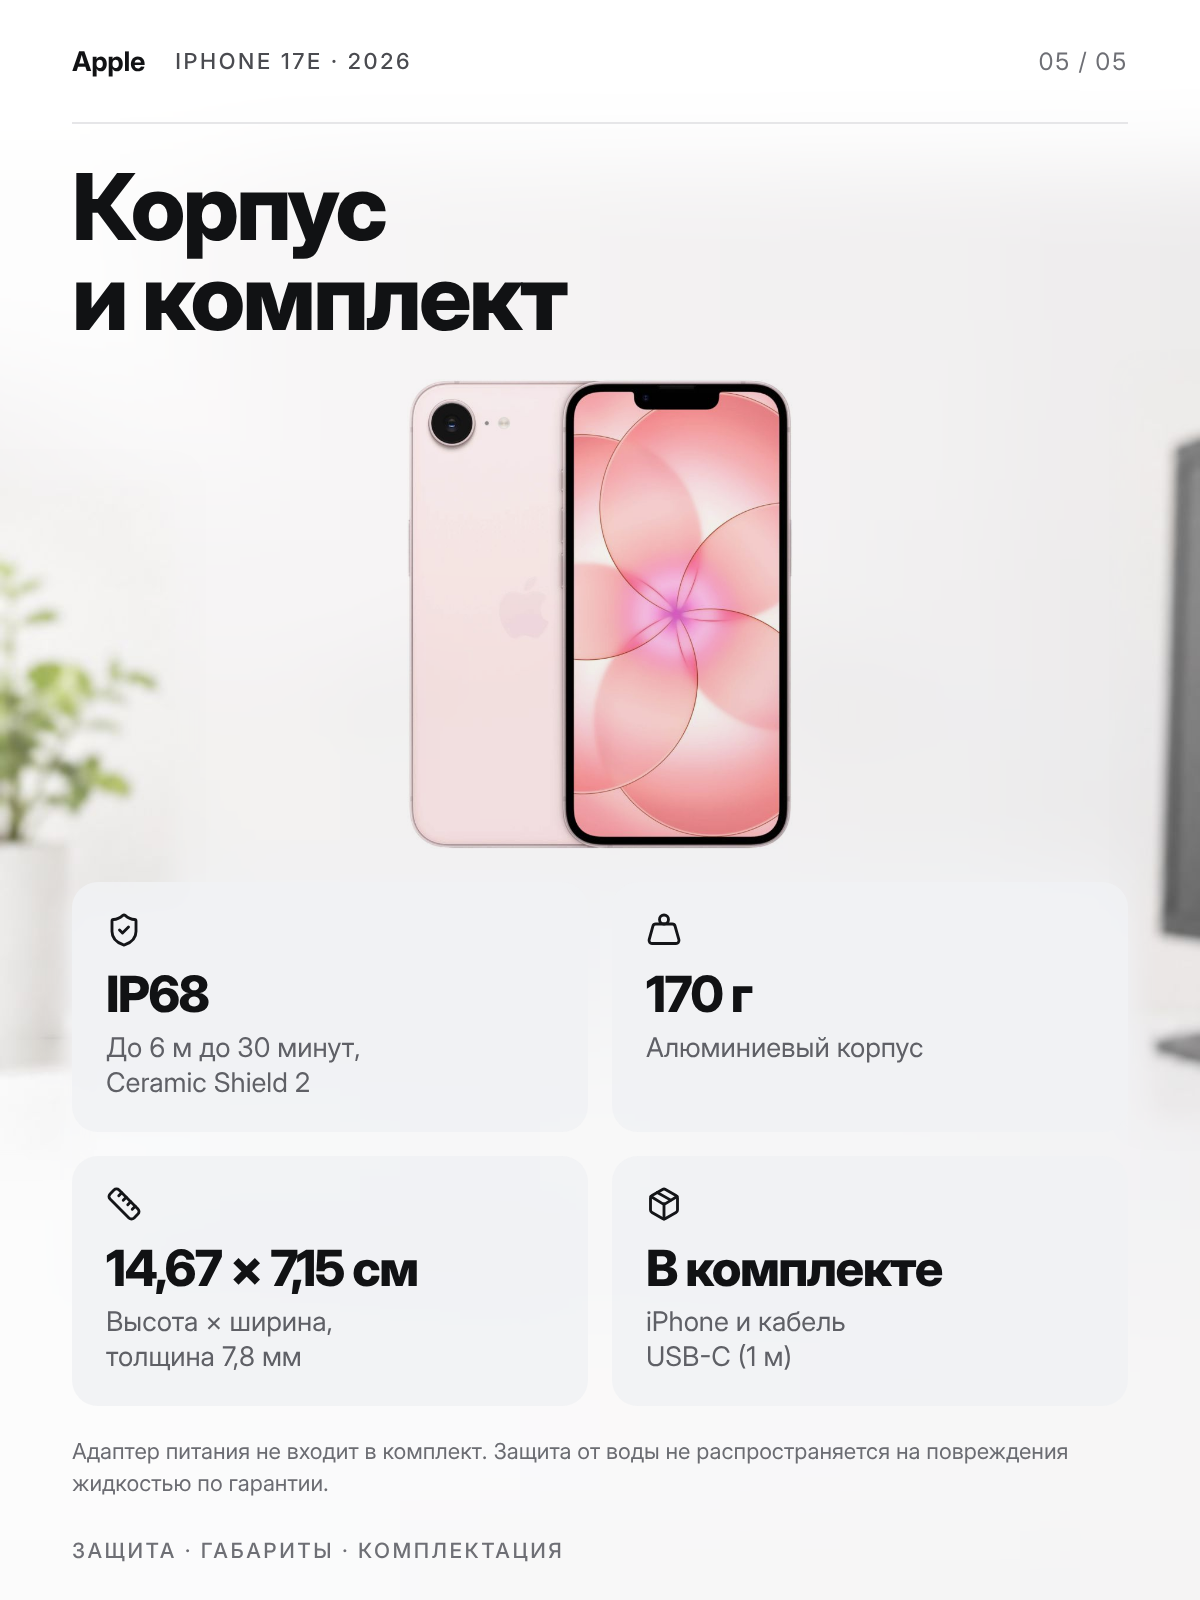 Apple IPHONE 17E · 2026 05 / 05
Корпус
и комплект
IP68
До 6 м до 30 минут,
Ceramic Shield 2
170 г
Алюминиевый корпус
14,67 × 7,15 см
Высота × ширина,
толщина 7,8 мм
В комплекте
iPhone и кабель
USB-C (1 м)
Адаптер питания не входит в комплект. Защита от воды не распространяется на повреждения
жидкостью по гарантии.
ЗАЩИТА · ГАБАРИТЫ · КОМПЛЕКТАЦИЯ